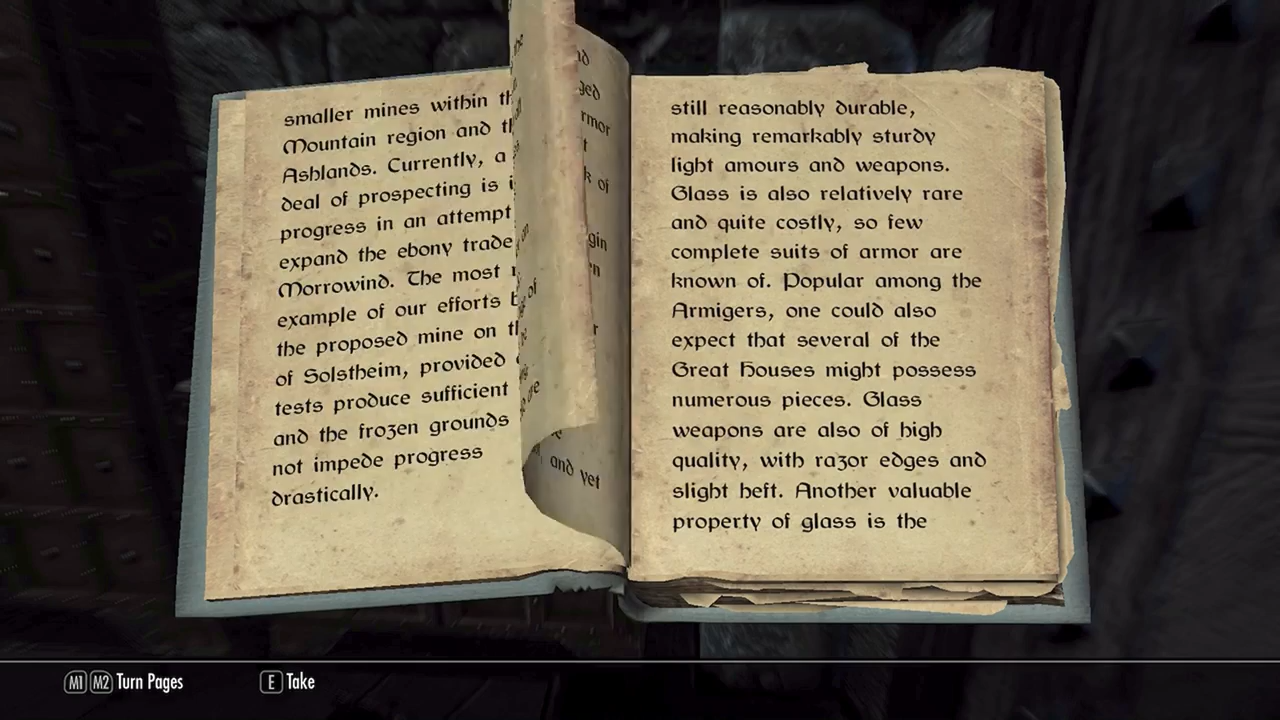 smaller mines within
Mountain region and
Ashlands. Currently, a
deal of prospecting is
progress in an attempt
expand the ebony trade
Morrowind. The most
example of our efforts
the proposed mine on
of Solstheim, provided
tests produce sufficient
and the frozen grounds
not impede progress
drastically.
of
and yet
still reasonably durable,
making remarkably sturdy
light amours and weapons.
Glass is also relatively rare
and quite costly, so few
complete suits of armor are
known of. Popular among the
Armigers, one could also
expect that several of the
Great Houses might possess
numerous pieces. Glass
weapons are also of high
quality, with razor edges and
slight heft. Another valuable
property of glass is the
M1 M2 Turn Pages
E Take